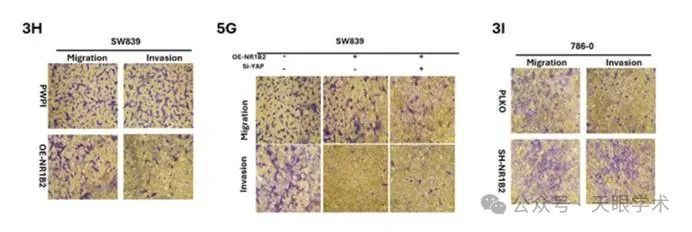 3H
SW839
Migration
Invasion
PWPI
OE-NR1B2
5G
SW839
OE-NR1B2 - + +
Si-YAP - - +
Migration
Invasion
3I
786-0
Migration
Invasion
PLKO
SH-NR1B2
公众号 · 天眼学术